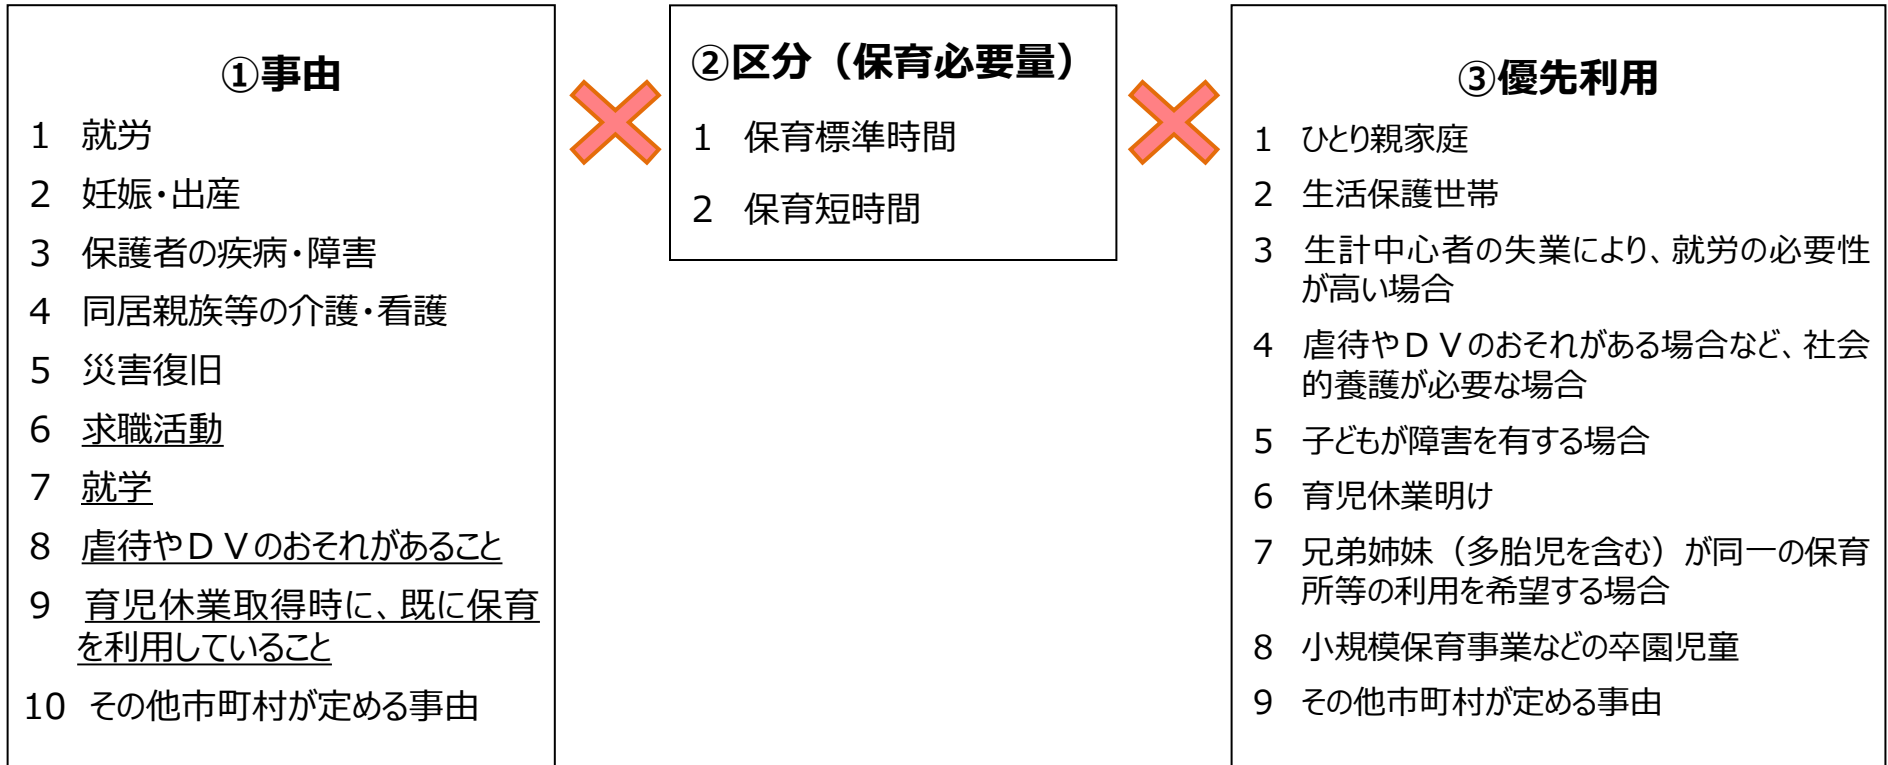 ①事由
1 就労
2 妊娠・出産
3 保護者の疾病・障害
4 同居親族等の介護・看護
5 災害復旧
6 求職活動
7 就学
8 虐待やＤＶのおそれがあること
9 育児休業取得時に、既に保育
を利用していること
10 その他市町村が定める事由
②区分（保育必要量）
1 保育標準時間
2 保育短時間
③優先利用
1 ひとり親家庭
2 生活保護世帯
3 生計中心者の失業により、就労の必要性
が高い場合
4 虐待やＤＶのおそれがある場合など、社会
的養護が必要な場合
5 子どもが障害を有する場合
6 育児休業明け
7 兄弟姉妹（多胎児を含む）が同一の保育
所等の利用を希望する場合
8 小規模保育事業などの卒園児童
9 その他市町村が定める事由